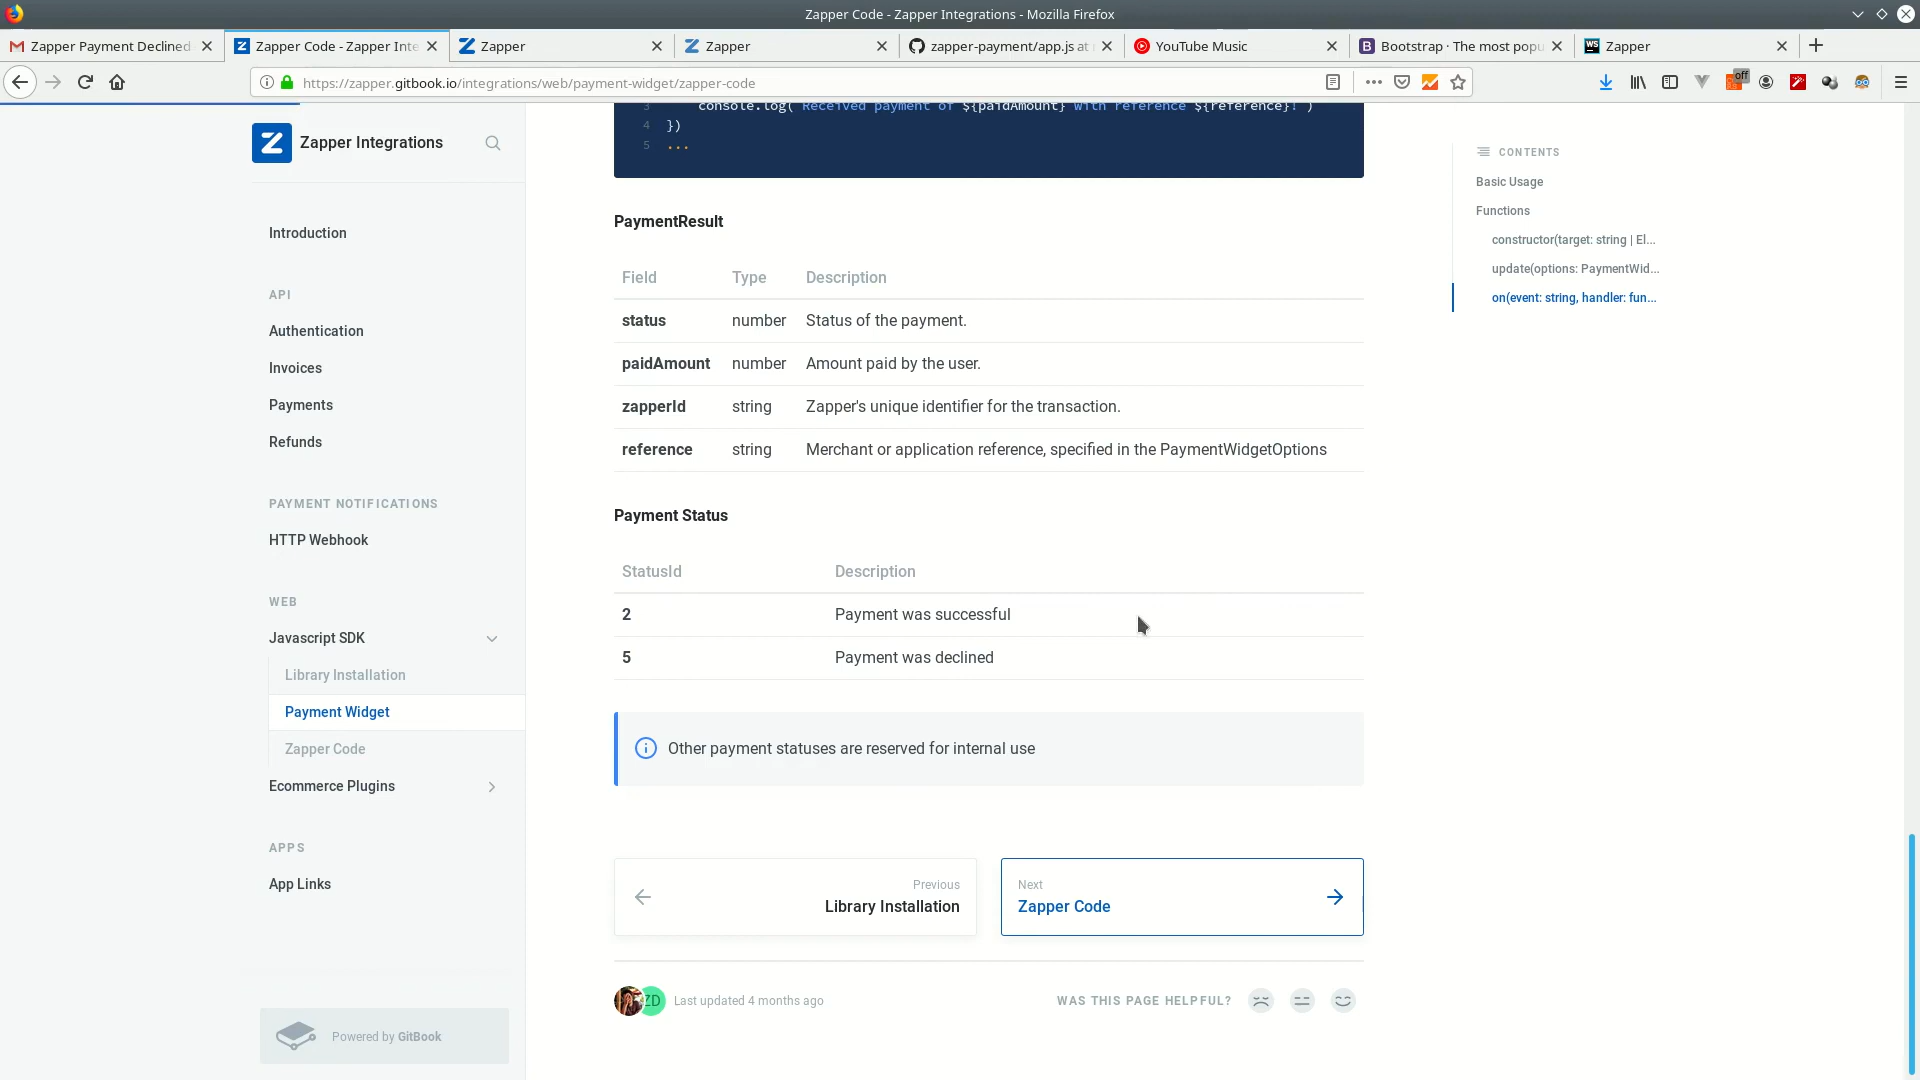 Zapper Code - Zapper Integrations - Mozilla Firefox
Zapper Payment Declined
Zapper Code - Zapper Inte
Zapper
Zapper
zapper-payment/app.js at
YouTube Music
Bootstrap · The most popu
Zapper
https://zapper.gitbook.io/integrations/web/payment-widget/zapper-code
off
Zapper Integrations
Introduction
API
Authentication
Invoices
Payments
Refunds
PAYMENT NOTIFICATIONS
HTTP Webhook
WEB
Javascript SDK
Library Installation
Payment Widget
Zapper Code
Ecommerce Plugins
APPS
App Links
Powered by GitBook
3 console.log(`Received payment of ${paidAmount} with reference ${reference}!`)
4 })
5 ...
PaymentResult
Field Type Description
status number Status of the payment.
paidAmount number Amount paid by the user.
zapperId string Zapper's unique identifier for the transaction.
reference string Merchant or application reference, specified in the PaymentWidgetOptions
Payment Status
StatusId Description
2 Payment was successful
5 Payment was declined
Other payment statuses are reserved for internal use
Previous
Library Installation
Next
Zapper Code
ZD
Last updated 4 months ago
WAS THIS PAGE HELPFUL?
CONTENTS
Basic Usage
Functions
constructor(target: string | El...
update(options: PaymentWid...
on(event: string, handler: fun...